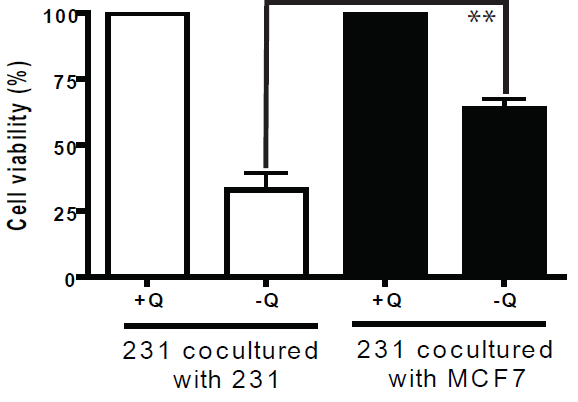 100
**
75
50
25
0
Cell viability (%)
+Q
-Q
+Q
-Q
231 cocultured
with 231
231 cocultured
with MCF7